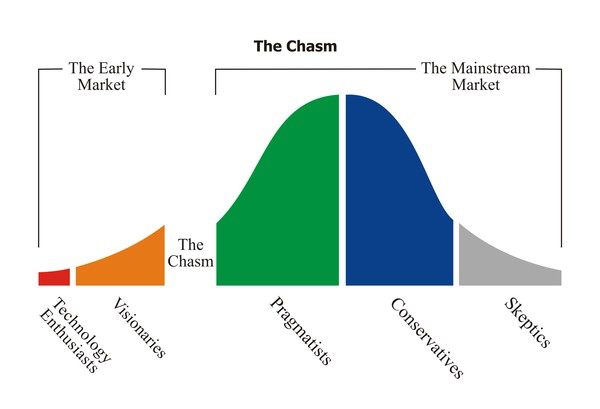 The Chasm
The Early
Market
The Mainstream
Market
The
Chasm
Technology
Enthusiasts
Visionaries
Pragmatists
Conservatives
Skeptics